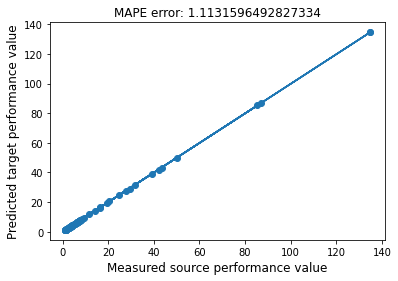 MAPE error: 1.1131596492827334
140
120
100
80
60
40
20
0
Predicted target performance value
0 20 40 60 80 100 120 140
Measured source performance value